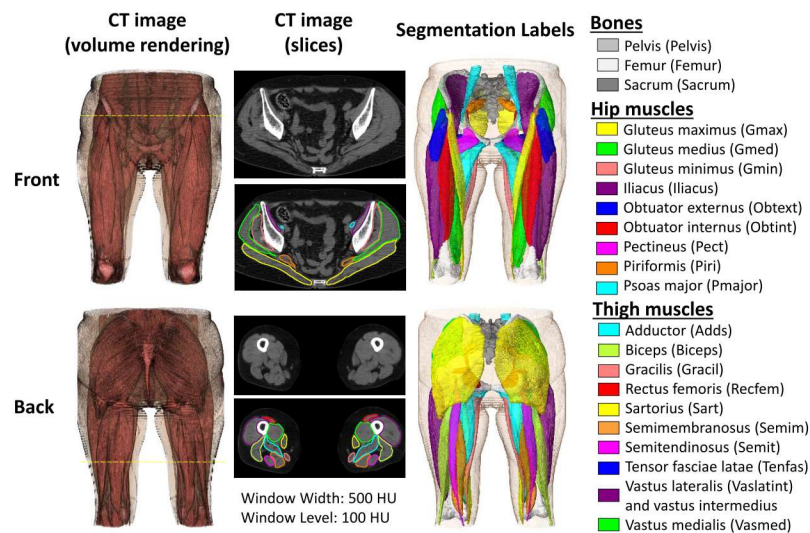 CT image
(volume rendering)
CT image
(slices)
Segmentation Labels
Front
Back
Window Width: 500 HU
Window Level: 100 HU
Bones
Pelvis (Pelvis)
Femur (Femur)
Sacrum (Sacrum)
Hip muscles
Gluteus maximus (Gmax)
Gluteus medius (Gmed)
Gluteus minimus (Gmin)
Iliacus (Iliacus)
Obtuator externus (Obtext)
Obtuator internus (Obtint)
Pectineus (Pect)
Piriformis (Piri)
Psoas major (Pmajor)
Thigh muscles
Adductor (Adds)
Biceps (Biceps)
Gracilis (Gracil)
Rectus femoris (Recfem)
Sartorius (Sart)
Semimembranosus (Semim)
Semitendinosus (Semit)
Tensor fasciae latae (Tenfas)
Vastus lateralis (Vaslatint)
and vastus intermedius
Vastus medialis (Vasmed)